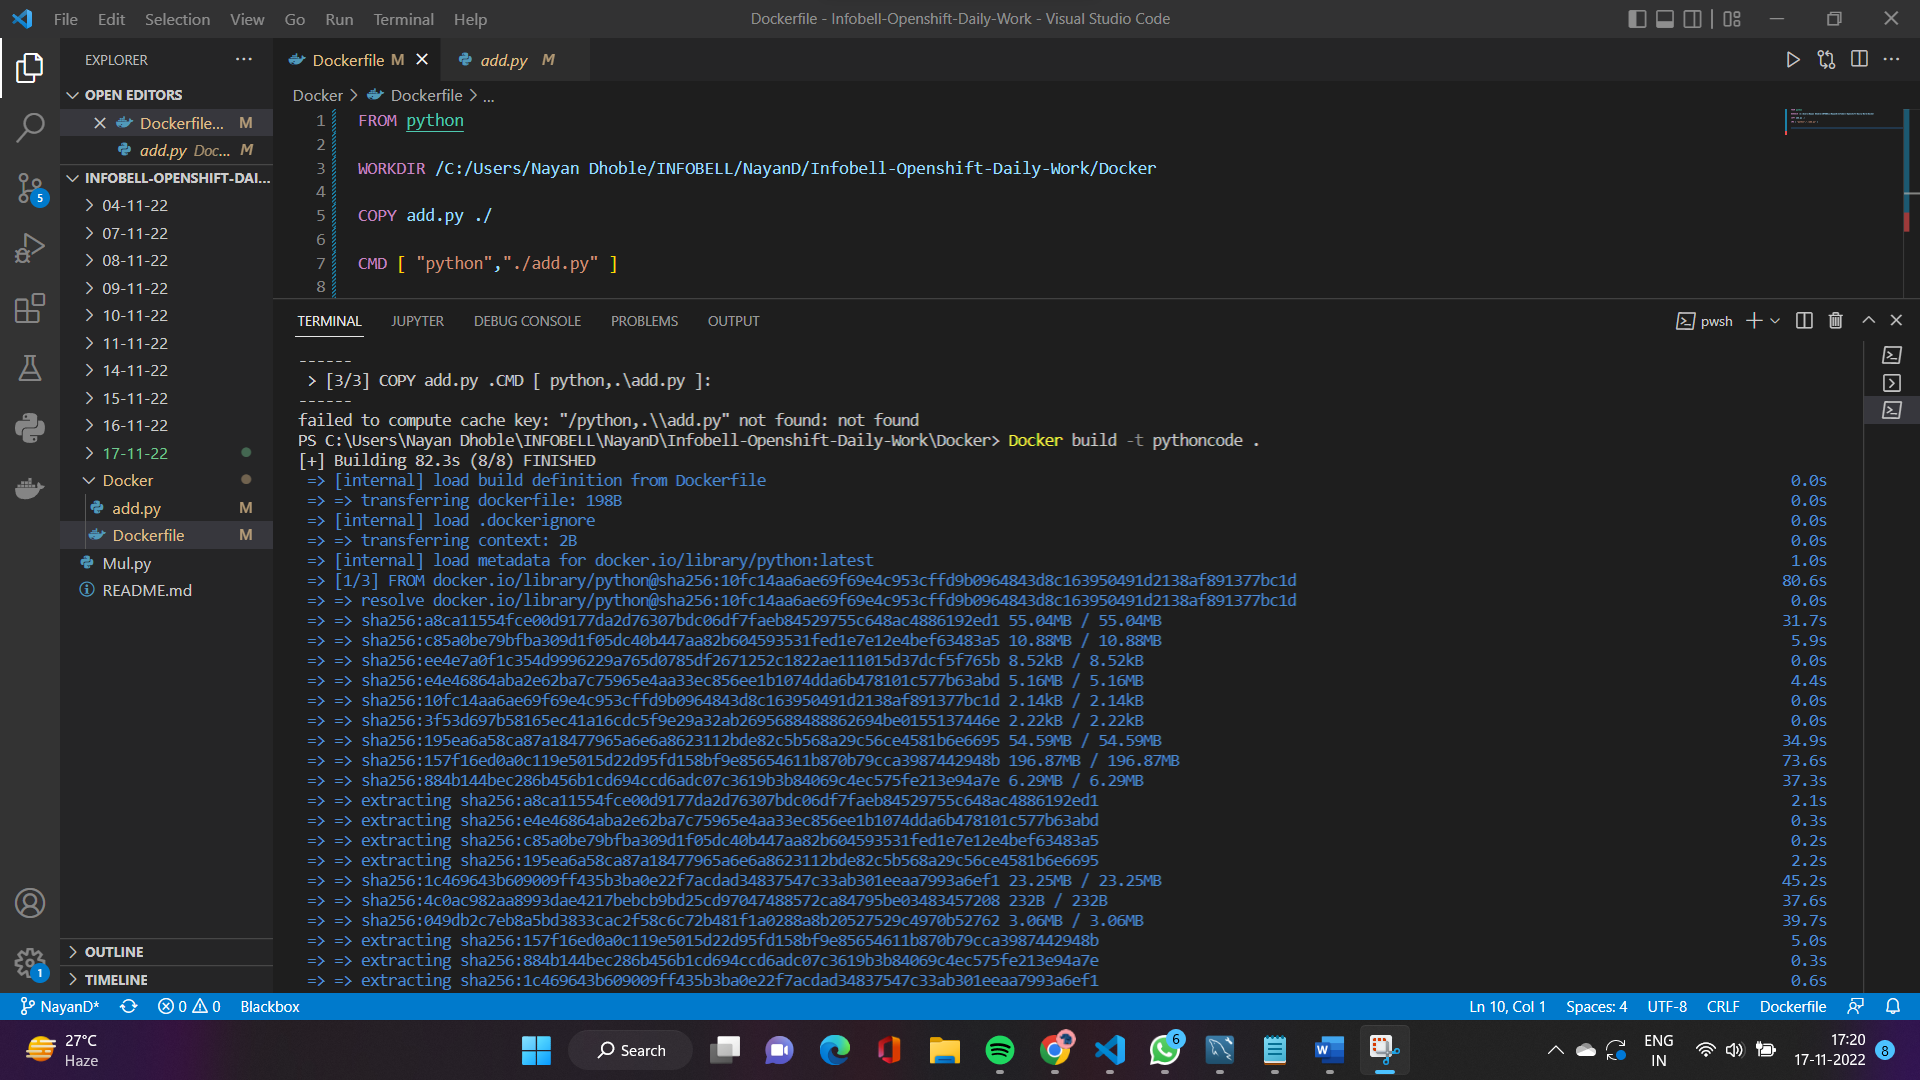 File Edit Selection View Go Run Terminal Help
Dockerfile - Infobell-Openshift-Daily-Work - Visual Studio Code
EXPLORER
Dockerfile M
add.py M
OPEN EDITORS
Dockerfile... M
add.py Doc... M
INFOBELL-OPENSHIFT-DAI...
04-11-22
07-11-22
08-11-22
09-11-22
10-11-22
11-11-22
14-11-22
15-11-22
16-11-22
17-11-22
Docker
add.py M
Dockerfile M
Mul.py
README.md
OUTLINE
TIMELINE
5
1
Docker > Dockerfile > ...
1 FROM python
2
3 WORKDIR /C:/Users/Nayan Dhoble/INFOBELL/NayanD/Infobell-Openshift-Daily-Work/Docker
4
5 COPY add.py ./
6
7 CMD [ "python","./add.py" ]
8
TERMINAL JUPYTER DEBUG CONSOLE PROBLEMS OUTPUT
pwsh
------
> [3/3] COPY add.py .CMD [ python,.\add.py ]:
------
failed to compute cache key: "/python,.\\add.py" not found: not found
PS C:\Users\Nayan Dhoble\INFOBELL\NayanD\Infobell-Openshift-Daily-Work\Docker> Docker build -t pythoncode .
[+] Building 82.3s (8/8) FINISHED
=> [internal] load build definition from Dockerfile 0.0s
=> => transferring dockerfile: 198B 0.0s
=> [internal] load .dockerignore 0.0s
=> => transferring context: 2B 0.0s
=> [internal] load metadata for docker.io/library/python:latest 1.0s
=> [1/3] FROM docker.io/library/python@sha256:10fc14aa6ae69f69e4c953cffd9b0964843d8c163950491d2138af891377bc1d 80.6s
=> => resolve docker.io/library/python@sha256:10fc14aa6ae69f69e4c953cffd9b0964843d8c163950491d2138af891377bc1d 0.0s
=> => sha256:a8ca11554fce00d9177da2d76307bdc06df7faeb84529755c648ac4886192ed1 55.04MB / 55.04MB 31.7s
=> => sha256:c85a0be79bfba309d1f05dc40b447aa82b604593531fed1e7e12e4bef63483a5 10.88MB / 10.88MB 5.9s
=> => sha256:ee4e7a0f1c354d9996229a765d0785df2671252c1822ae111015d37dcf5f765b 8.52kB / 8.52kB 0.0s
=> => sha256:e4e46864aba2e62ba7c75965e4aa33ec856ee1b1074dda6b478101c577b63abd 5.16MB / 5.16MB 4.4s
=> => sha256:10fc14aa6ae69f69e4c953cffd9b0964843d8c163950491d2138af891377bc1d 2.14kB / 2.14kB 0.0s
=> => sha256:3f53d697b58165ec41a16cdc5f9e29a32ab2695688488862694be0155137446e 2.22kB / 2.22kB 0.0s
=> => sha256:195ea6a58ca87a18477965a6e6a8623112bde82c5b568a29c56ce4581b6e6695 54.59MB / 54.59MB 34.9s
=> => sha256:157f16ed0a0c119e5015d22d95fd158bf9e85654611b870b79cca3987442948b 196.87MB / 196.87MB 73.6s
=> => sha256:884b144bec286b456b1cd694ccd6adc07c3619b3b84069c4ec575fe213e94a7e 6.29MB / 6.29MB 37.3s
=> => extracting sha256:a8ca11554fce00d9177da2d76307bdc06df7faeb84529755c648ac4886192ed1 2.1s
=> => extracting sha256:e4e46864aba2e62ba7c75965e4aa33ec856ee1b1074dda6b478101c577b63abd 0.3s
=> => extracting sha256:c85a0be79bfba309d1f05dc40b447aa82b604593531fed1e7e12e4bef63483a5 0.2s
=> => extracting sha256:195ea6a58ca87a18477965a6e6a8623112bde82c5b568a29c56ce4581b6e6695 2.2s
=> => sha256:1c469643b609009ff435b3ba0e22f7acdad34837547c33ab301eeaa7993a6ef1 23.25MB / 23.25MB 45.2s
=> => sha256:4c0ac982aa8993dae4217bebcb9bd25cd97047488572ca84795be03483457208 232B / 232B 37.6s
=> => sha256:049db2c7eb8a5bd3833cac2f58c6c72b481f1a0288a8b20527529c4970b52762 3.06MB / 3.06MB 39.7s
=> => extracting sha256:157f16ed0a0c119e5015d22d95fd158bf9e85654611b870b79cca3987442948b 5.0s
=> => extracting sha256:884b144bec286b456b1cd694ccd6adc07c3619b3b84069c4ec575fe213e94a7e 0.3s
=> => extracting sha256:1c469643b609009ff435b3ba0e22f7acdad34837547c33ab301eeaa7993a6ef1 0.6s
NayanD* 0 0 Blackbox Ln 10, Col 1 Spaces: 4 UTF-8 CRLF Dockerfile
27°C
Haze
Search
6
ENG
IN
17:20
17-11-2022
8